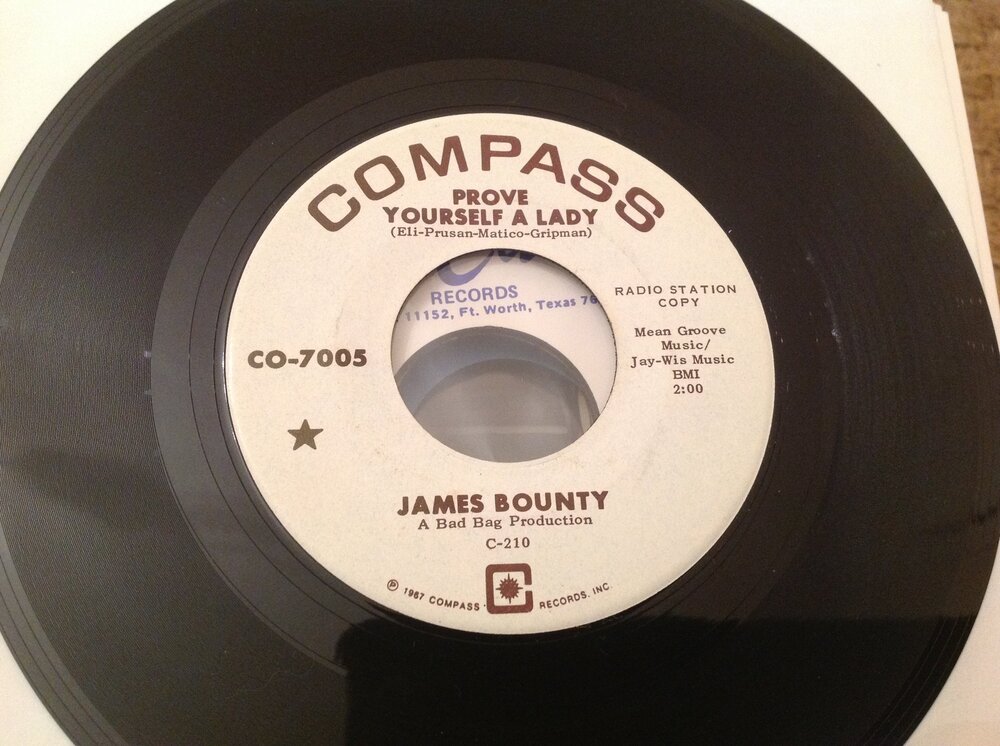 COMPASS
PROVE
YOURSELF A LADY
(Eli-Prusan-Matico-Gripman)
RECORDS
11152, Ft. Worth, Texas 76
RADIO STATION
COPY
Mean Groove
Music/
Jay-Wis Music
BMI
2:00
CO-7005
JAMES BOUNTY
A Bad Bag Production
C-210
℗ 1967 COMPASS RECORDS, INC.